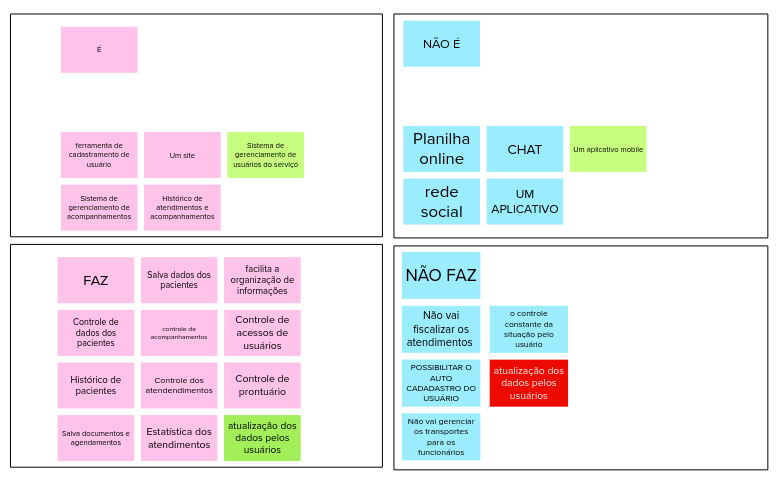 É
ferramenta de
cadastramento de
usuário
Um site
Sistema de
gerenciamento de
usuários do serviço
Sistema de
gerenciamento de
acompanhamentos
Histórico de
atendimentos e
acompanhamentos
NÃO É
Planilha
online
CHAT
Um aplicativo mobile
rede
social
UM
APLICATIVO
FAZ
Salva dados dos
pacientes
facilita a
organização de
informações
Controle de
dados dos
pacientes
controle de
acompanhamentos
Controle de
acessos de
usuários
Histórico de
pacientes
Controle dos
atendendimentos
Controle de
prontuário
Salva documentos e
agendamentos
Estatística dos
atendimentos
atualização dos
dados pelos
usuários
NÃO FAZ
Não vai
fiscalizar os
atendimentos
o controle
constante da
situação pelo
usuário
POSSIBILITAR O
AUTO
CADADASTRO DO
USUÁRIO
atualização dos
dados pelos
usuários
Não vai gerenciar
os transportes
para os
funcionários